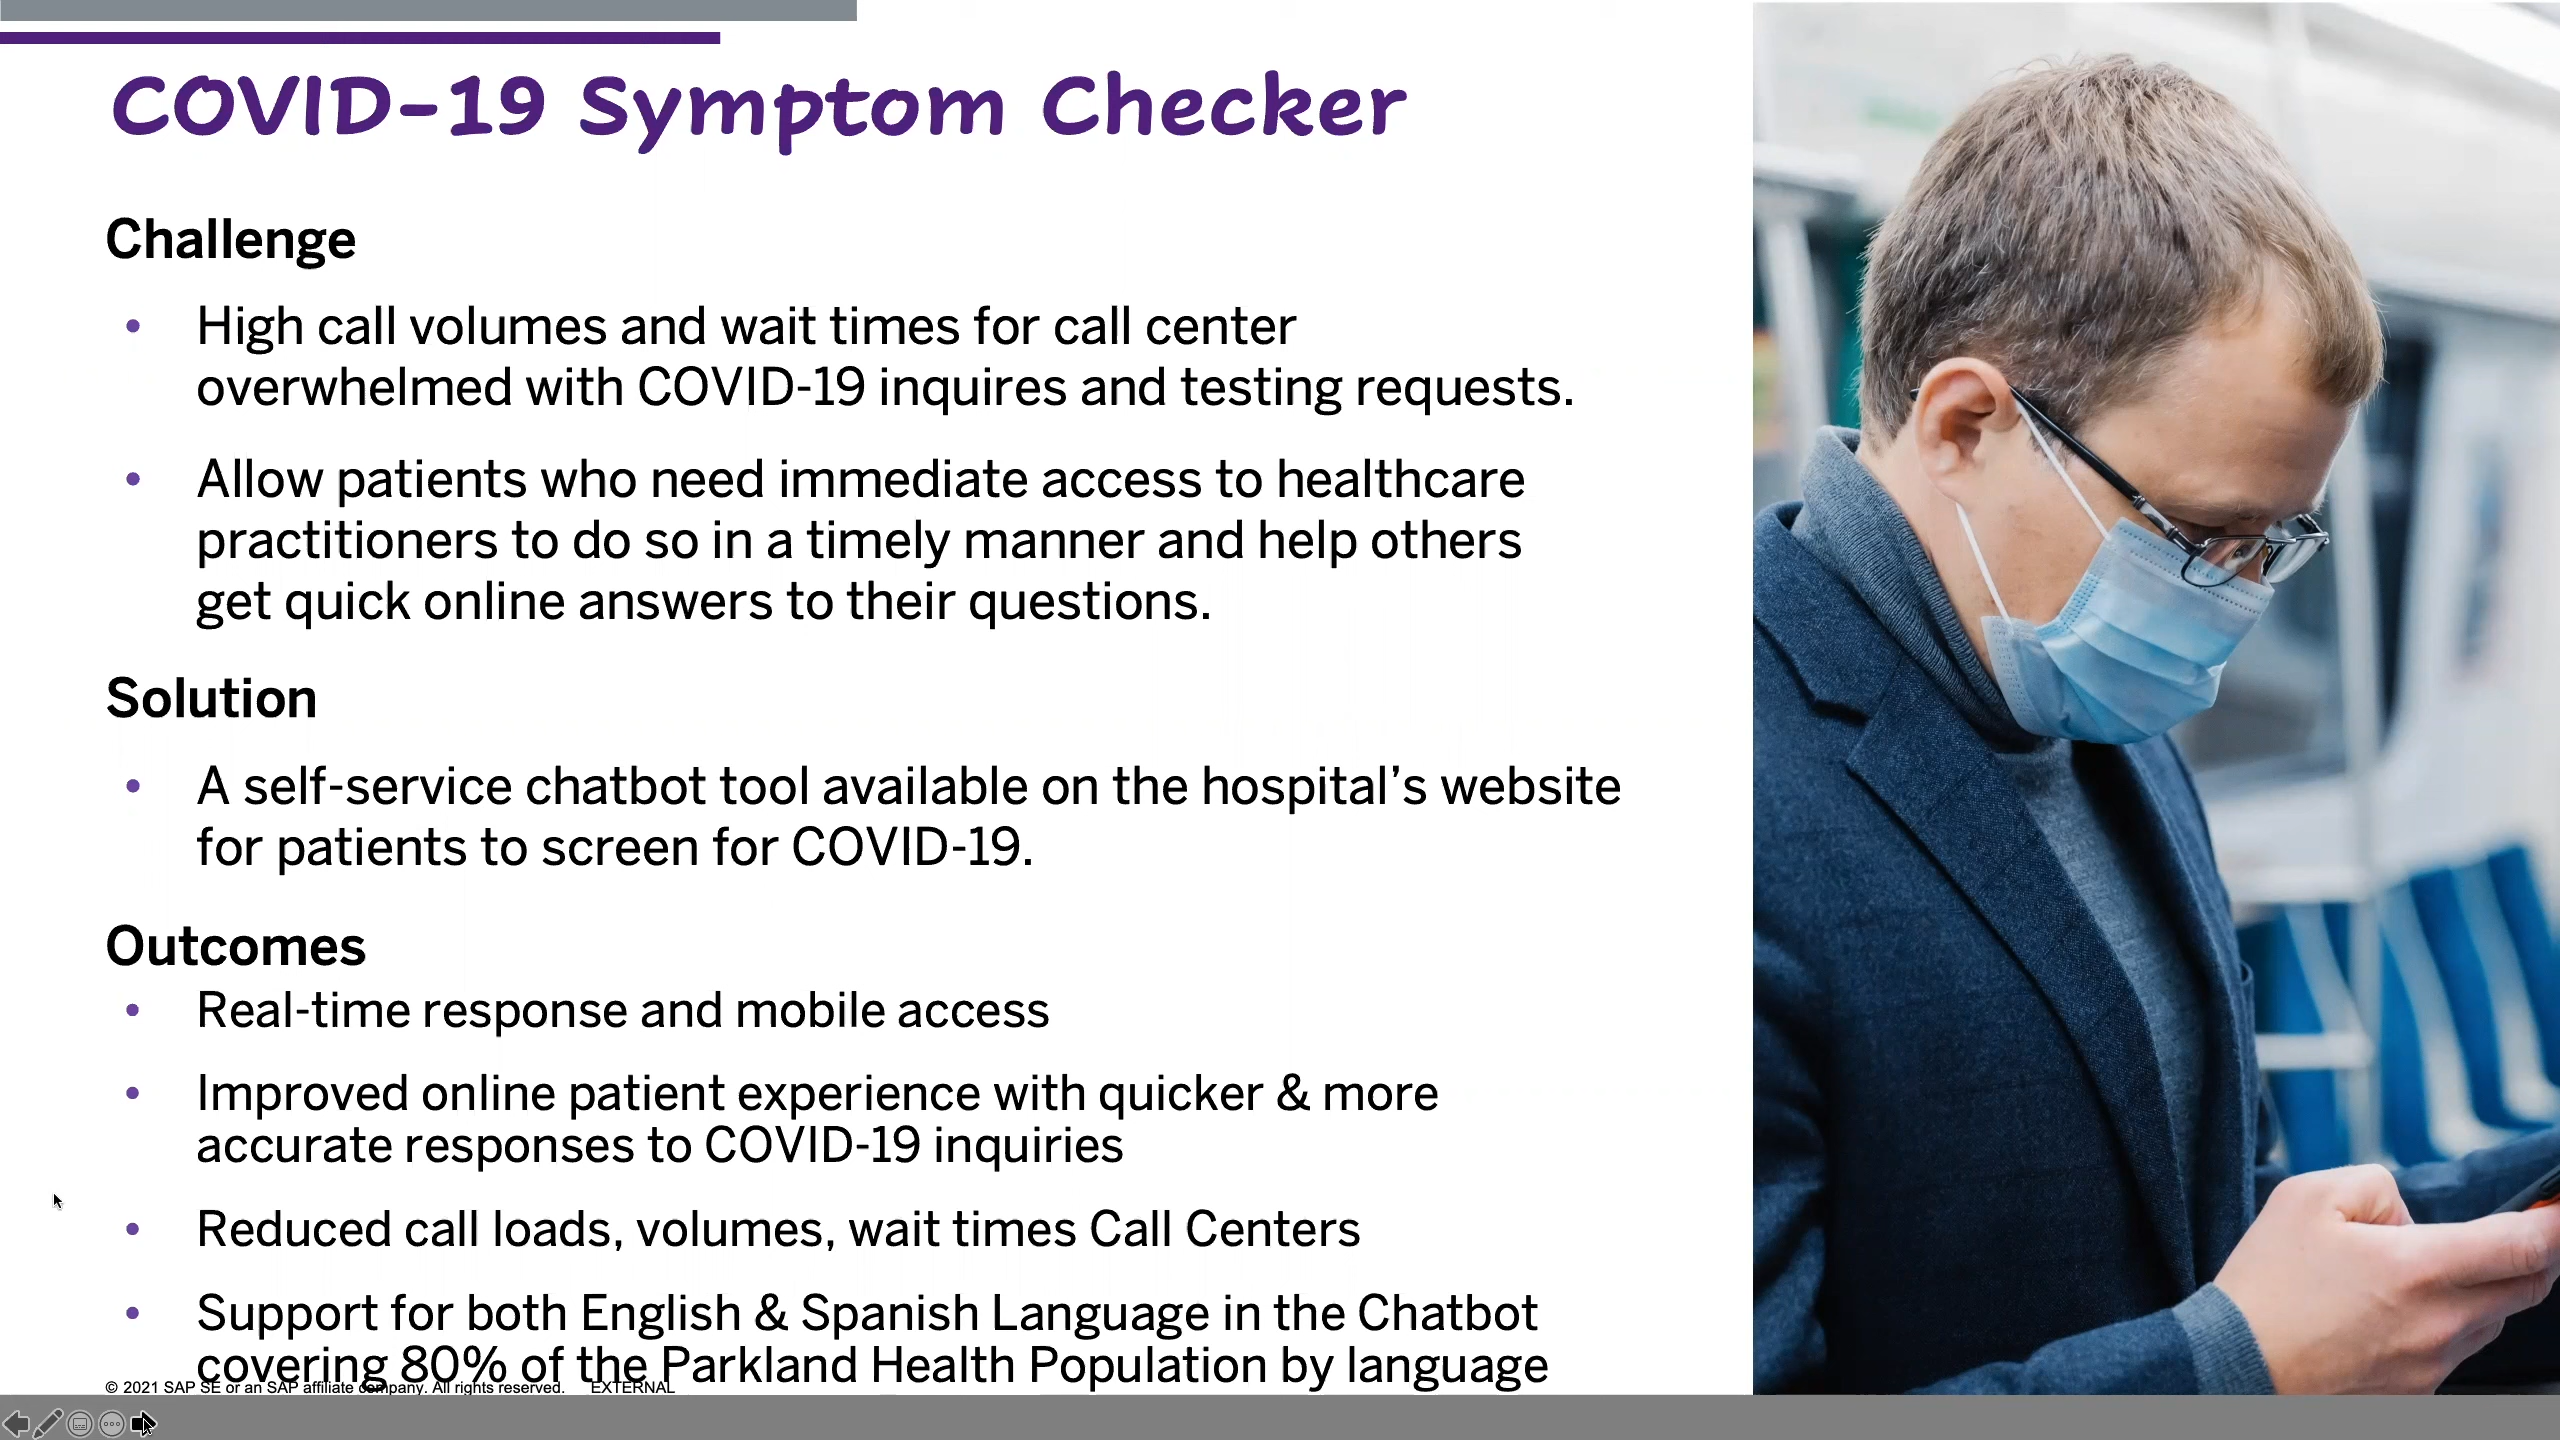 COVID-19 Symptom Checker
Challenge
• High call volumes and wait times for call center
overwhelmed with COVID-19 inquires and testing requests.
• Allow patients who need immediate access to healthcare
practitioners to do so in a timely manner and help others
get quick online answers to their questions.
Solution
• A self-service chatbot tool available on the hospital’s website
for patients to screen for COVID-19.
Outcomes
• Real-time response and mobile access
• Improved online patient experience with quicker & more
accurate responses to COVID-19 inquiries
• Reduced call loads, volumes, wait times Call Centers
• Support for both English & Spanish Language in the Chatbot
covering 80% of the Parkland Health Population by language
© 2021 SAP SE or an SAP affiliate company. All rights reserved. EXTERNAL